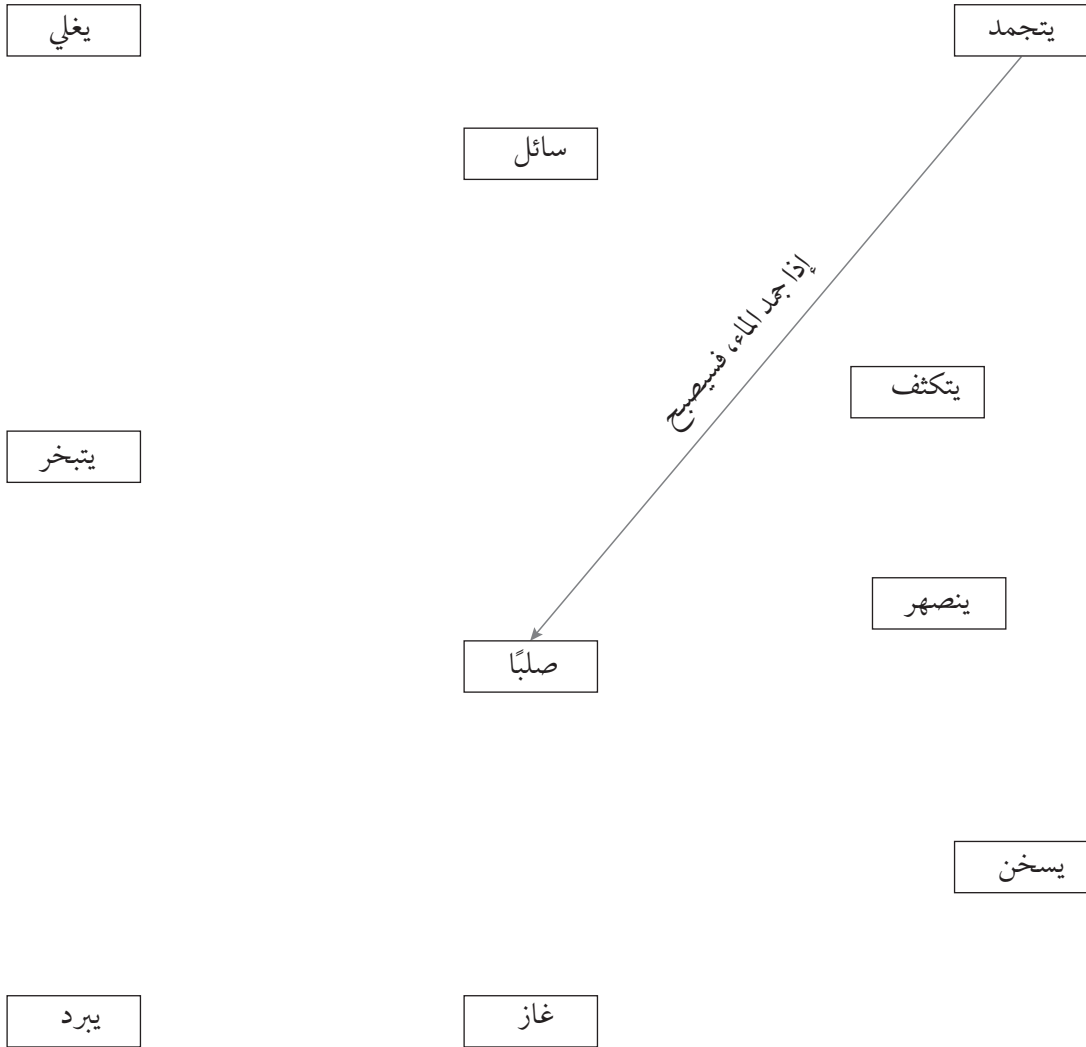 يتجمد
يغلي
سائل
إذا جمد الماء، فسيصبح
يتكثف
يتبخر
ينصهر
صلبًا
يسخن
غاز
يبرد